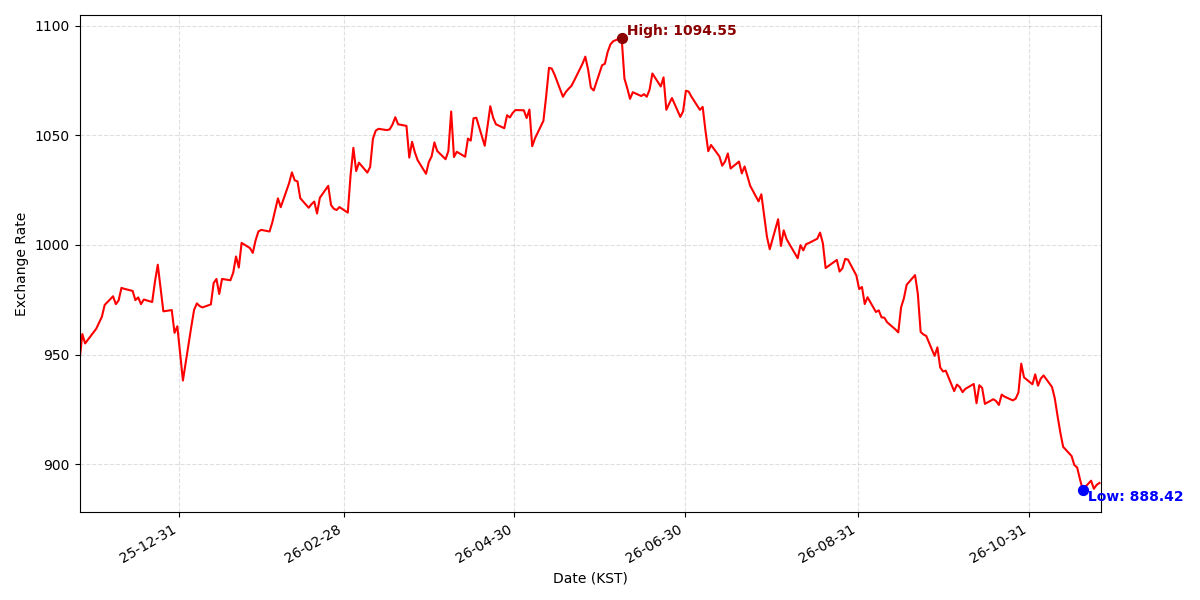 1100
High: 1094.55
1050
1000
950
900
Low: 888.42
Exchange Rate
25-12-31
26-02-28
26-04-30
26-06-30
26-08-31
26-10-31
Date (KST)